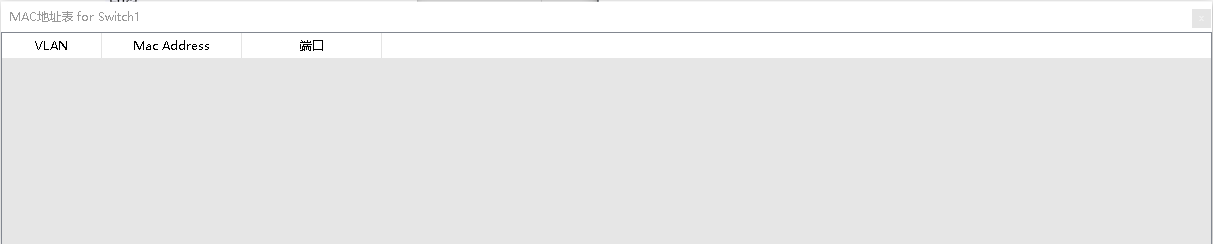 MAC地址表 for Switch1
VLAN Mac Address 端口